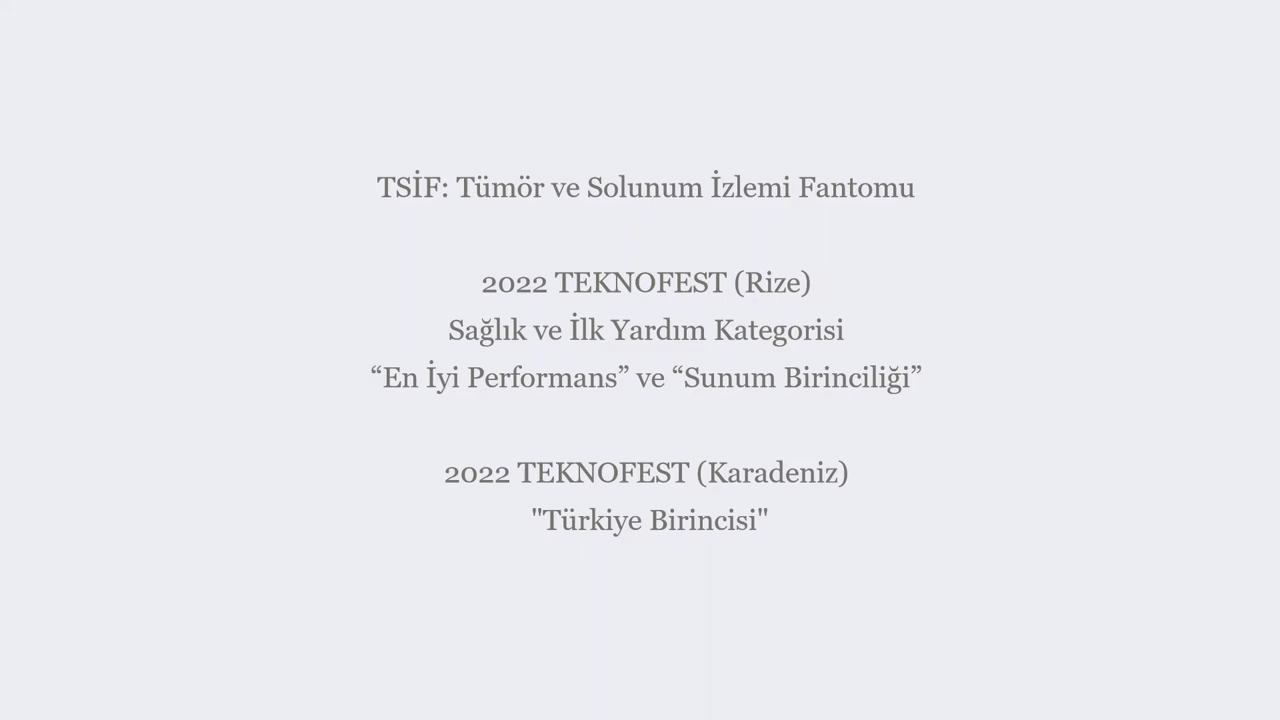 TSİF: Tümör ve Solunum İzlemi Fantomu
2022 TEKNOFEST (Rize)
Sağlık ve İlk Yardım Kategorisi
“En İyi Performans” ve “Sunum Birinciliği”
2022 TEKNOFEST (Karadeniz)
"Türkiye Birincisi"